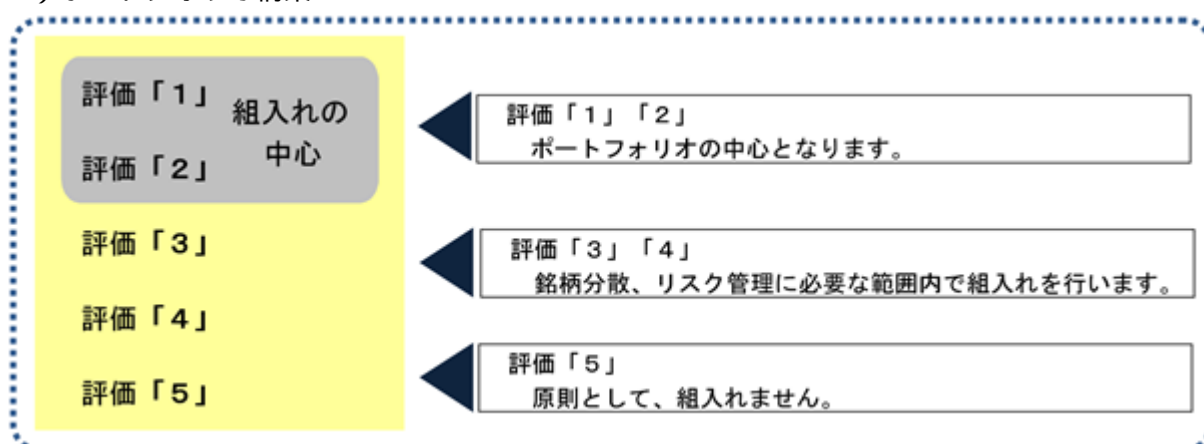 評価「1」
組入れの
中心
評価「2」
評価「3」
評価「4」
評価「5」
評価「1」「2」
ポートフォリオの中心となります。
評価「3」「4」
銘柄分散、リスク管理に必要な範囲内で組入れを行います。
評価「5」
原則として、組入れません。